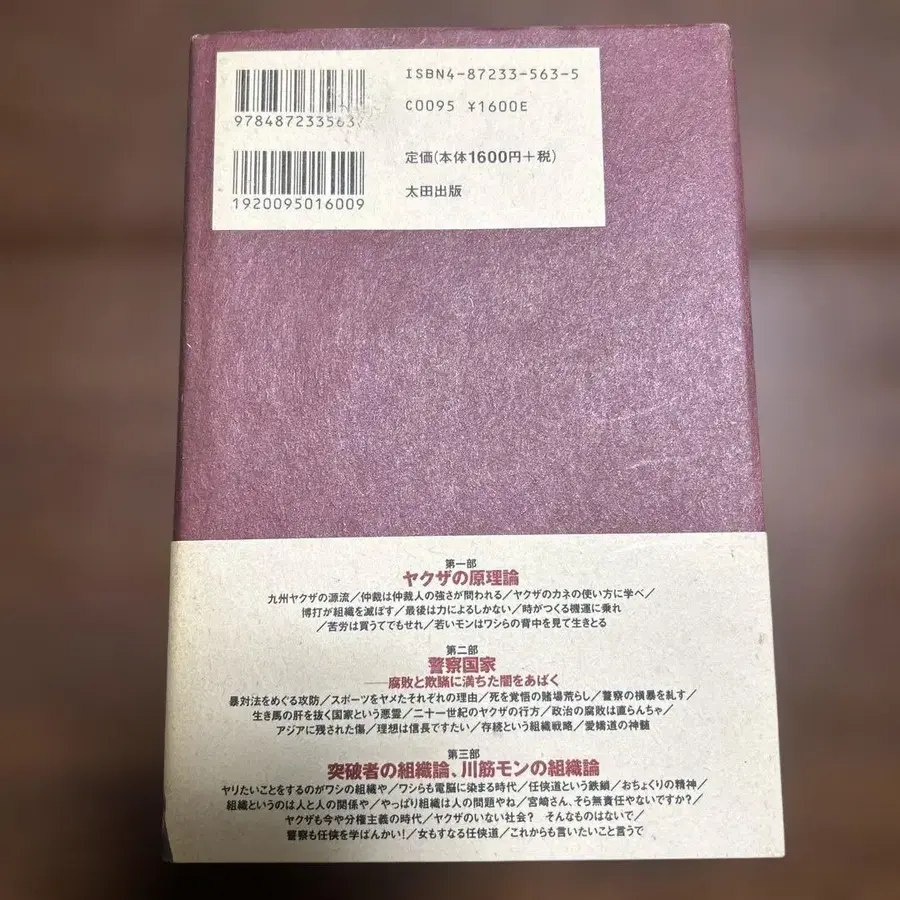 ISBN4-87233-563-5
C0095 ¥1600E
978487233563
定価(本体1600円+税)
1920095016009
太田出版
第一部
ヤクザの原理論
九州ヤクザの源流/仲裁は仲裁人の強さが問われる/ヤクザのカネの使い方に学べ/
博打が組織を滅ぼす/最後は力によるしかない/時がつくる機運に乗れ
/苦労は買うてでもせれ/若いモンはワシらの背中を見て生きとる
第二部
警察国家
──腐敗と欺瞞に満ちた闇をあばく
暴対法をめぐる攻防/スポーツをヤメたそれぞれの理由/死を覚悟の賭場荒らし/警察の横暴を乱す/
生き馬の肝を抜く国家という悪霊/二十一世紀のヤクザの行方/政治の腐敗は直らんちゃ/
アジアに残された傷/理想は信長ですたい/存続という組織戦略/愛嬌道の神髄
第三部
突破者の組織論、川筋モンの組織論
ヤリたいことをするのがワシの組織や/ワシらも電脳に染まる時代/任侠道という鉄鎖/おちょくりの精神/
組織というのは人と人の関係や/やっぱり組織は人の問題やね/宮崎さん、そら無責任やないですか?/
ヤクザも今や分権主義の時代/ヤクザのいない社会? そんなものはないで/
警察も任侠を学ばんかい!/女もする任侠道/これからも言いたいこと言うで